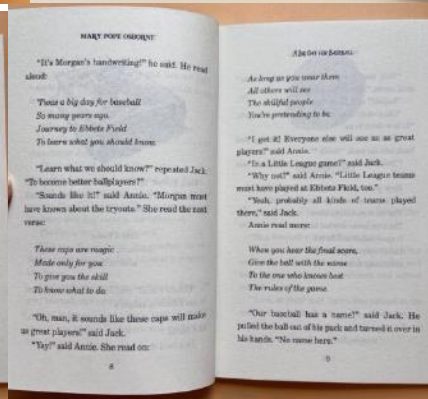 MARY POPE OSBORNE
"It's Morgan's handwriting!" he said. He read
aloud:
'Twas a big day for baseball
So many years ago.
Journey to Ebbets Field
To learn what you should know.
"Learn what we should know?" repeated Jack.
"To become better ballplayers?"
"Sounds like it!" said Annie. "Morgan must
have known about the tryouts." She read the next
verse:
These caps are magic
Made only for you
To give you the skill
To know what to do.
"Oh, man, it sounds like these caps will make
us great players!" said Jack.
"Yay!" said Annie. She read on:
8
A Big Day for Baseball
As long as you wear them
All others will see
The skillful people
You're pretending to be.
"I get it! Everyone else will see us as great
players!" said Annie.
"In a Little League game?" said Jack.
"Why not?" said Annie. "Little League teams
must have played at Ebbets Field, too."
"Yeah, probably all kinds of teams played
there," said Jack.
Annie read more:
When you hear the final score,
Give the ball with the name
To the one who knows best
The rules of the game.
"Our baseball has a name?" said Jack. He
pulled the ball out of his pack and turned it over in
his hands. "No name here."
9